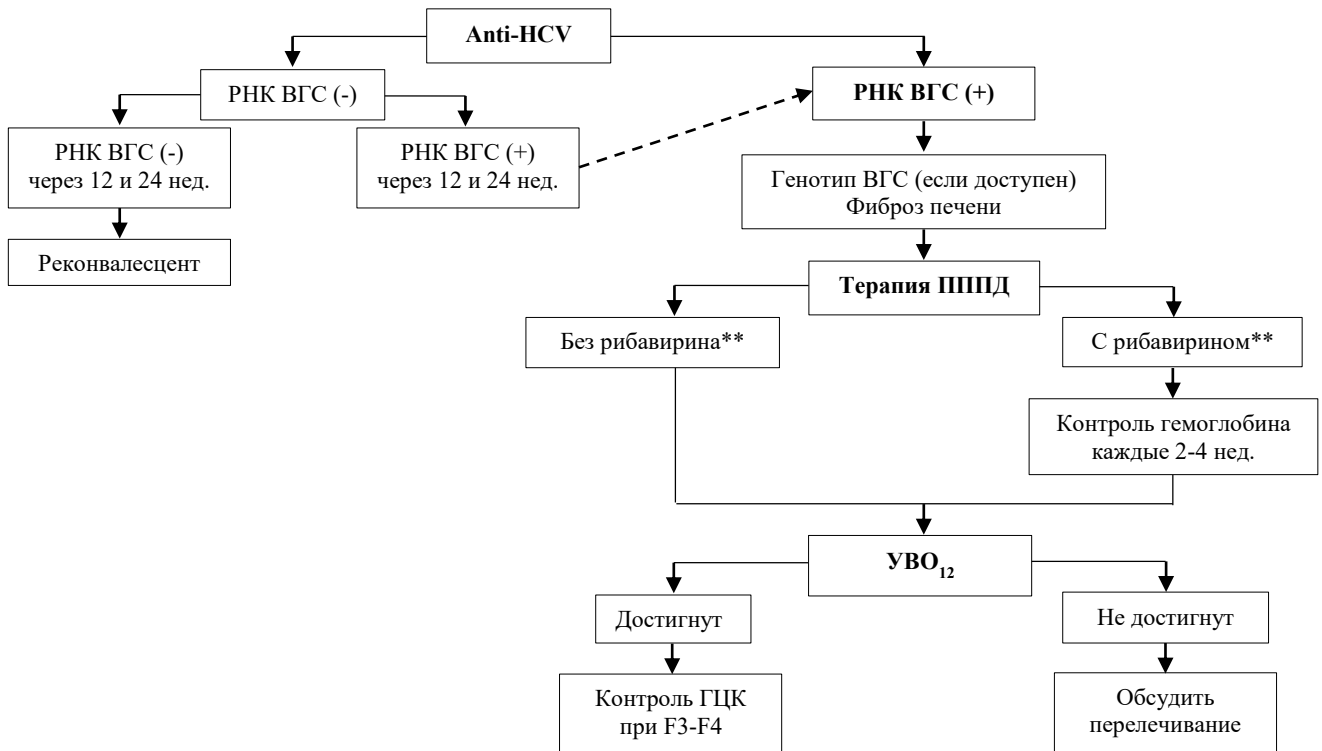 Anti-HCV
РНК ВГС (-)
РНК ВГС (+)
РНК ВГС (-)
через 12 и 24 нед.
РНК ВГС (+)
через 12 и 24 нед.
Генотип ВГС (если доступен)
Фиброз печени
Реконвалесцент
Терапия ПППД
Без рибавирина**
С рибавирином**
Контроль гемоглобина
каждые 2-4 нед.
УВО12
Достигнут
Не достигнут
Контроль ГЦК
при F3-F4
Обсудить
перелечивание